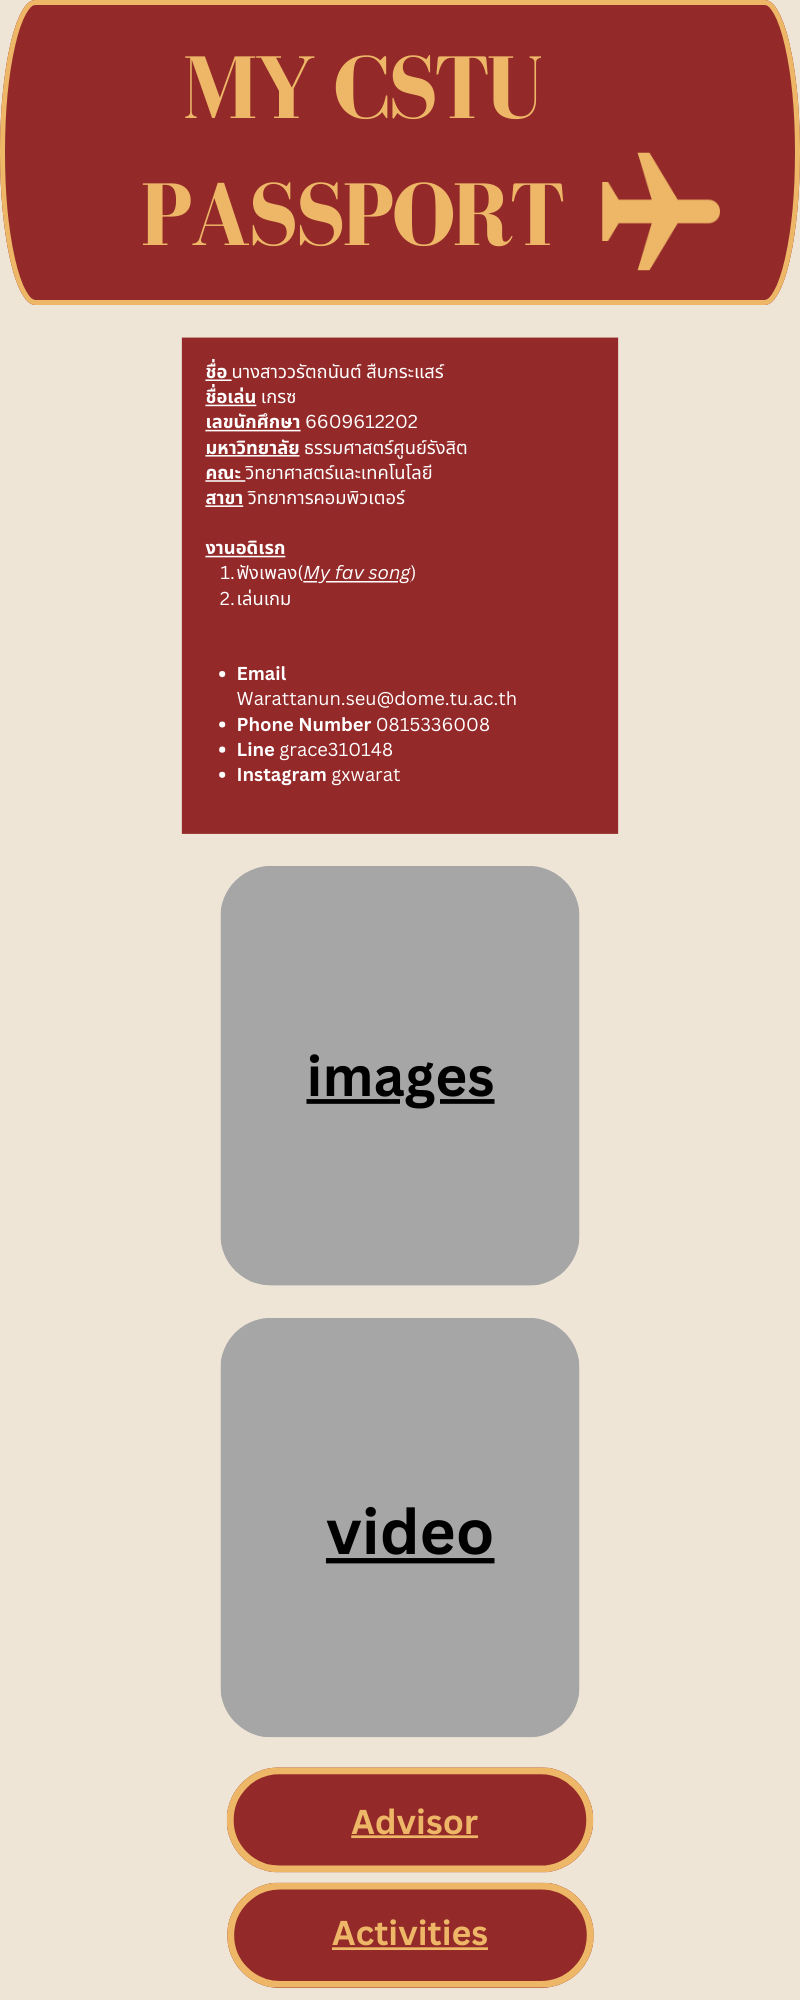 MY CSTU
PASSPORT
ชื่อ นางสาววรัตถนันต์ สืบกระแสร์
ชื่อเล่น เกรซ
เลขนักศึกษา 6609612202
มหาวิทยาลัย ธรรมศาสตร์ศูนย์รังสิต
คณะ วิทยาศาสตร์และเทคโนโลยี
สาขา วิทยาการคอมพิวเตอร์
งานอดิเรก
1. ฟังเพลง(My fav song)
2. เล่นเกม
• Email
Warattanun.seu@dome.tu.ac.th
• Phone Number 0815336008
• Line grace310148
• Instagram gxwarat
images
video
Advisor
Activities